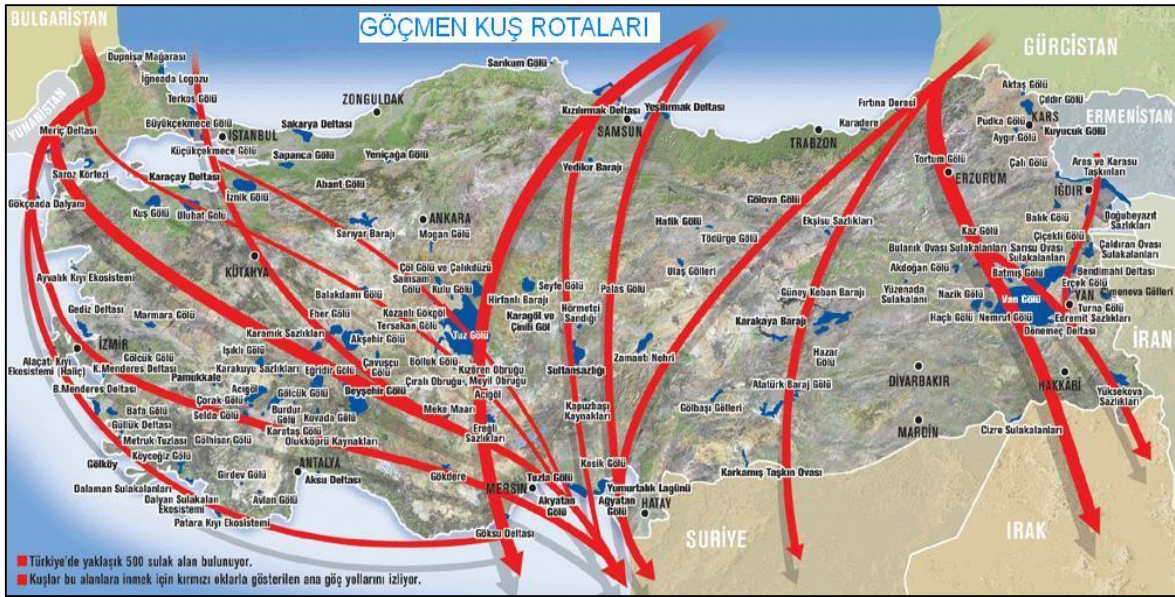 GÖÇMEN KUŞ ROTALARI
BULGARİSTAN
GÜRCİSTAN
YUNANİSTAN
ERMENİSTAN
Dupnisa Mağarası
İğneada Logozu
Terkos Gölü
Büyükçekmece Gölü
İSTANBUL
Küçükçekmece Gölü
Meriç Deltası
Saroz Körfezi
Gökçeada Dalyanı
Karaçay Deltası
Kuş Gölü
Ulubat Gölü
İznik Gölü
Sapanca Gölü
Sakarya Deltası
ZONGULDAK
Yeniçağa Gölü
Abant Gölü
Sarıkum Gölü
Kızılırmak Deltası
Yeşilırmak Deltası
SAMSUN
Yedikır Barajı
TRABZON
Karadere
Fırtına Deresi
Aktaş Gölü
Çıldır Gölü
KARS
Pudka Gölü
Kuyucuk Gölü
Aygır Gölü
Çalı Gölü
Tortum Gölü
ERZURUM
Aras ve Karasu
Taşkınları
IĞDIR
Doğubeyazıt
Sazlıkları
Balık Gölü
Çiçekli Gölü
Kaz Gölü
Bulanık Ovası
Sulakalanları
Sarısu Ovası
Sulakalanları
Çaldıran Ovası
Sulakalanları
Akdoğan Gölü
Batmış Gölü
Bendimahi Deltası
Erçek Gölü
VAN
Van Gölü
Turna Gölü
Edremit Sazlıkları
Dönemeç Deltası
Nazik Gölü
Haçlı Gölü
Nemrut Gölü
İRAN
HAKKARİ
Yüksekova
Sazlıkları
Cizre Sulakalanları
IRAK
ANKARA
Mogan Gölü
Sarıyar Barajı
KÜTAHYA
Çöl Gölü ve Çalıkdüzü
Samsam
Gölü
Kulu Gölü
Balakdamı Gölü
Kozanlı Gökgöl
Tersakan Gölü
Tuz Gölü
Hirfanlı Barajı
Seyfe Gölü
Karagöl ve
Çinili Göl
Hörmetçi
Sazlığı
Palas Gölü
Hafik Gölü
Tödürge Gölü
Ulaş Gölleri
Gölova Gölü
Ekşisu Sazlıkları
Güney Keban Barajı
Karakaya Barajı
Hazar
Gölü
Atatürk Baraj Gölü
Gölbaşı Gölleri
DİYARBAKIR
MARDİN
Zamantı Nehri
Sultansazlığı
Kapuzbaşı
Kaynakları
Ayvalık Kıyı Ekosistemi
Gediz Deltası
Marmara Gölü
İZMİR
Alaçatı Kıyı
Ekosistemi (Haliç)
K.Menderes Deltası
B.Menderes Deltası
Gölcük Gölü
Pamukkale
Işıklı Gölü
Karamık Sazlıkları
Karakuyu Sazlıkları
Eber Gölü
Akşehir Gölü
Çavuşcu
Gölü
Eğridir Gölü
Beyşehir Gölü
Bolluk Gölü
Kızören Obruğu
Çıralı Obruğu
Meyil Obruğu
Acıgöl
Meke Maarı
Ereğli
Sazlıkları
Acıgöl
Çorak Gölü
Gölcük Gölü
Burdur
Gölü
Kovada Gölü
Salda Gölü
Karataş Gölü
Olukköprü Kaynakları
Bafa Gölü
Güllük Deltası
Metruk Tuzlası
Gölhisar Gölü
Köyceğiz Gölü
Gölköy
Dalaman Sulakalanları
Girdev Gölü
Avlan Gölü
ANTALYA
Aksu Deltası
Dalyan Sulakalan
Ekosistemi
Patara Kıyı Ekosistemi
Gökdere
MERSİN
Göksu Deltası
Tuzla Gölü
Akyatan
Gölü
Kesik Gölü
Yumurtalık Lagünü
Ağyatan
Gölü
HATAY
Karkamış Taşkın Ovası
SURİYE
Türkiye'de yaklaşık 500 sulak alan bulunuyor.
Kuşlar bu alanlara inmek için kırmızı oklarla gösterilen ana göç yollarını izliyor.